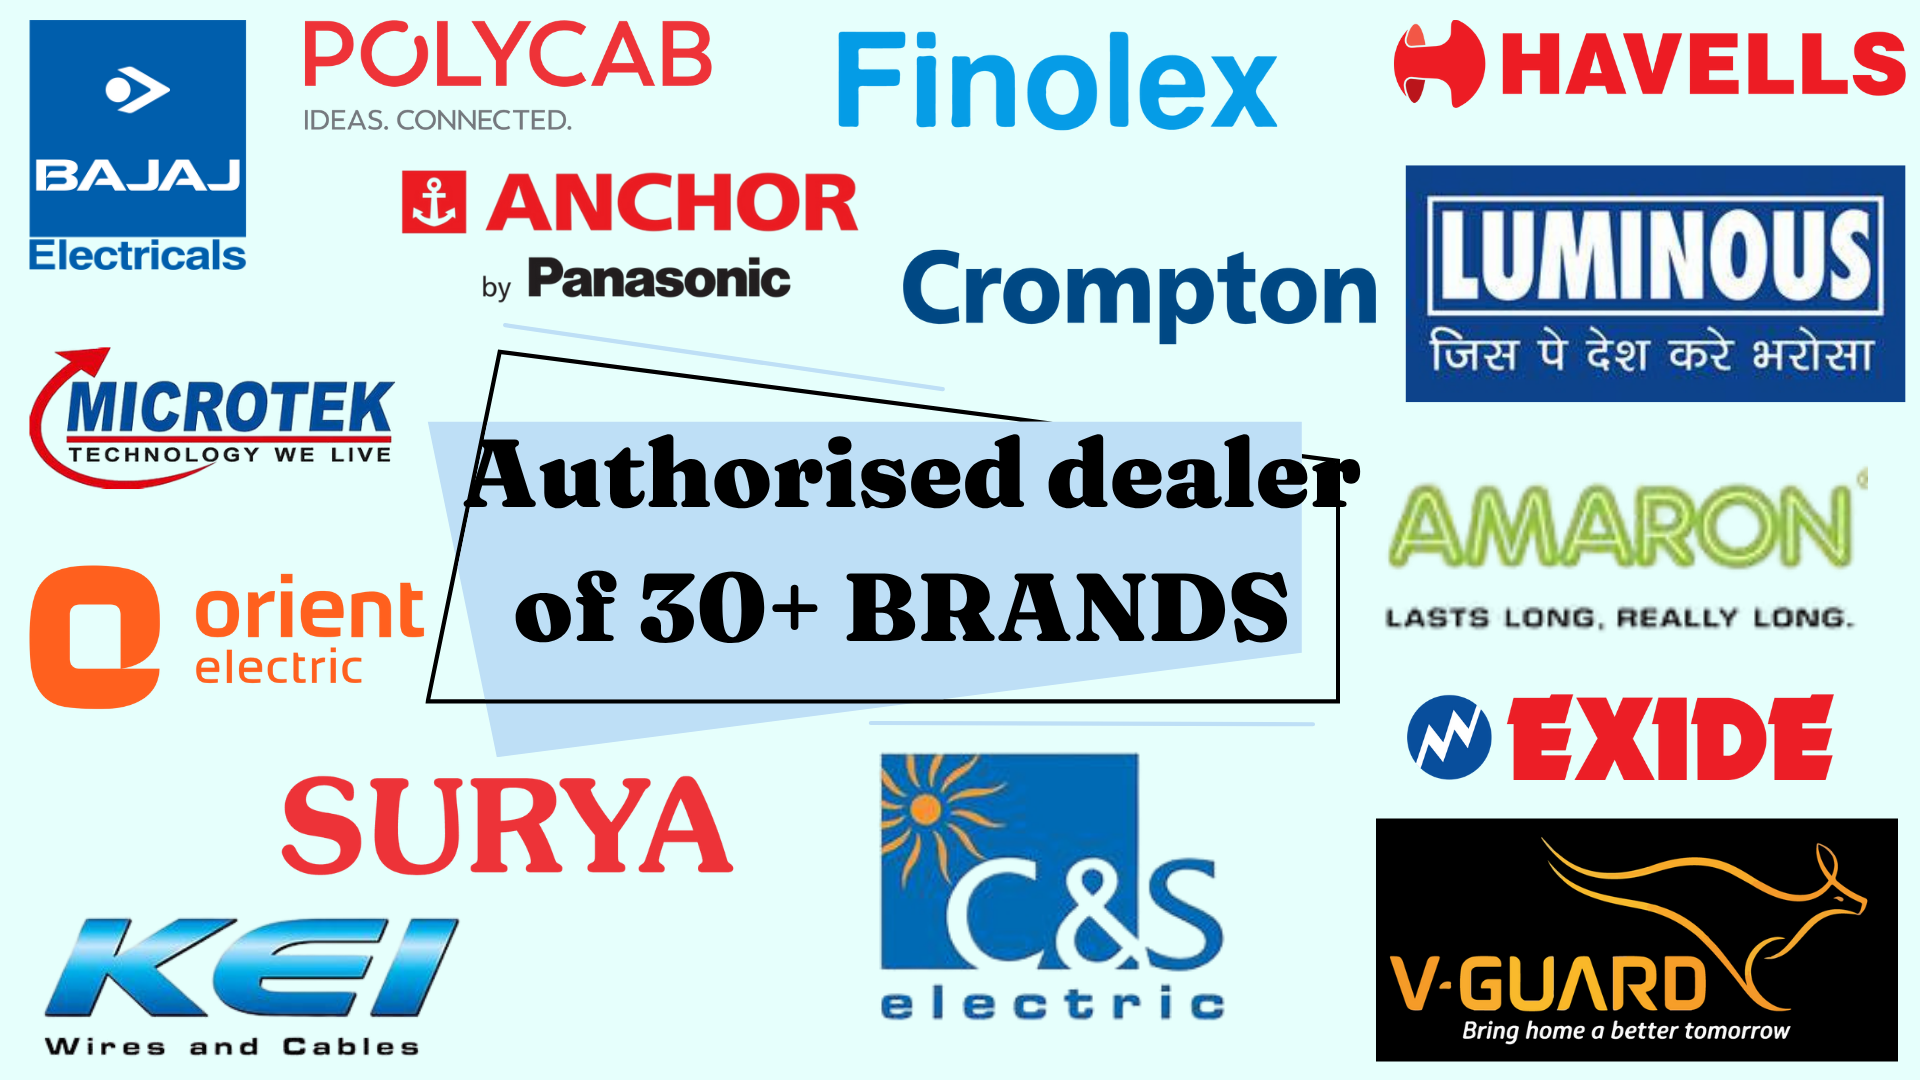 BAJAJ
Electricals
POLYCAB
IDEAS. CONNECTED.
Finolex
HAVELLS
ANCHOR
by Panasonic
Crompton
LUMINOUS
जिस पे देश करे भरोसा
MICROTEK
TECHNOLOGY WE LIVE
Authorised dealer
of 30+ BRANDS
AMARON
LASTS LONG, REALLY LONG.
orient
electric
EXIDE
SURYA
C&S
electric
V-GUARD
Bring home a better tomorrow
KEI
Wires and Cables